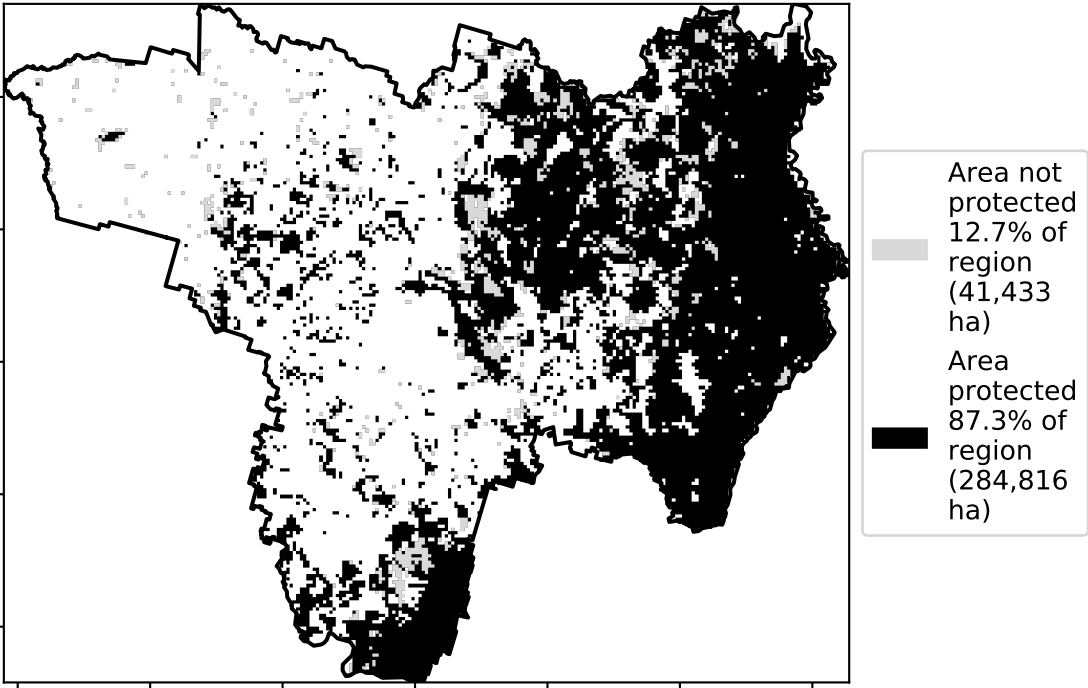 Area not
protected
12.7% of
region
(41,433
ha)
Area
protected
87.3% of
region
(284,816
ha)